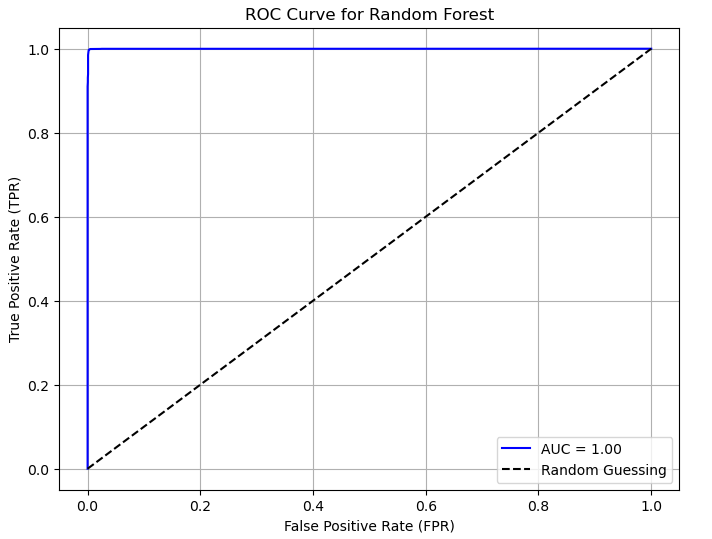 ROC Curve for Random Forest
True Positive Rate (TPR)
1.0
0.8
0.6
0.4
0.2
0.0
AUC = 1.00
Random Guessing
0.0 0.2 0.4 0.6 0.8 1.0
False Positive Rate (FPR)